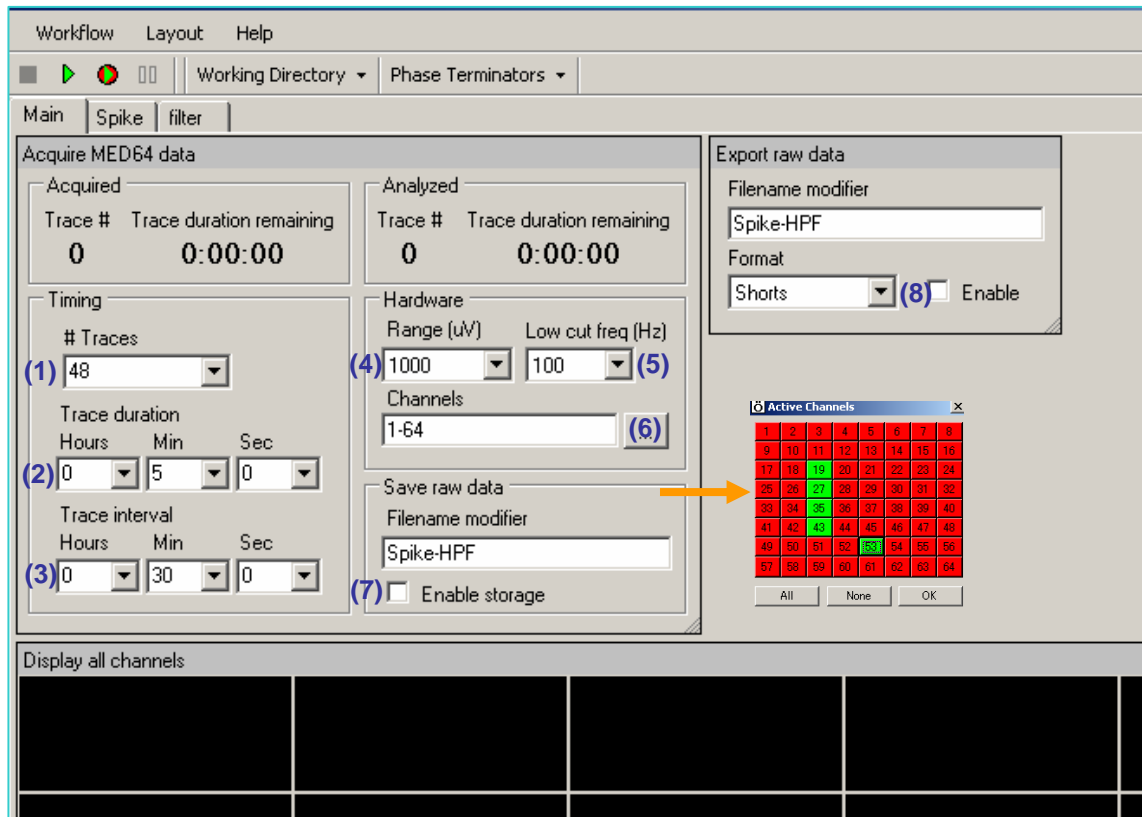 Workflow Layout Help
Working Directory Phase Terminators
Main Spike filter
Acquire MED64 data
Acquired
Trace # Trace duration remaining
0 0:00:00
Analyzed
Trace # Trace duration remaining
0 0:00:00
Timing
# Traces
(1) 48
Trace duration
Hours Min Sec
(2) 0 5 0
Trace interval
Hours Min Sec
(3) 0 30 0
Hardware
Range (uV) Low cut freq (Hz)
(4) 1000 100 (5)
Channels
1-64 (6)
Save raw data
Filename modifier
Spike-HPF
(7) Enable storage
Export raw data
Filename modifier
Spike-HPF
Format
Shorts (8) Enable
Active Channels
1 2 3 4 5 6 7 8
9 10 11 12 13 14 15 16
17 18 19 20 21 22 23 24
25 26 27 28 29 30 31 32
33 34 35 36 37 38 39 40
41 42 43 44 45 46 47 48
49 50 51 52 53 54 55 56
57 58 59 60 61 62 63 64
All None OK
Display all channels